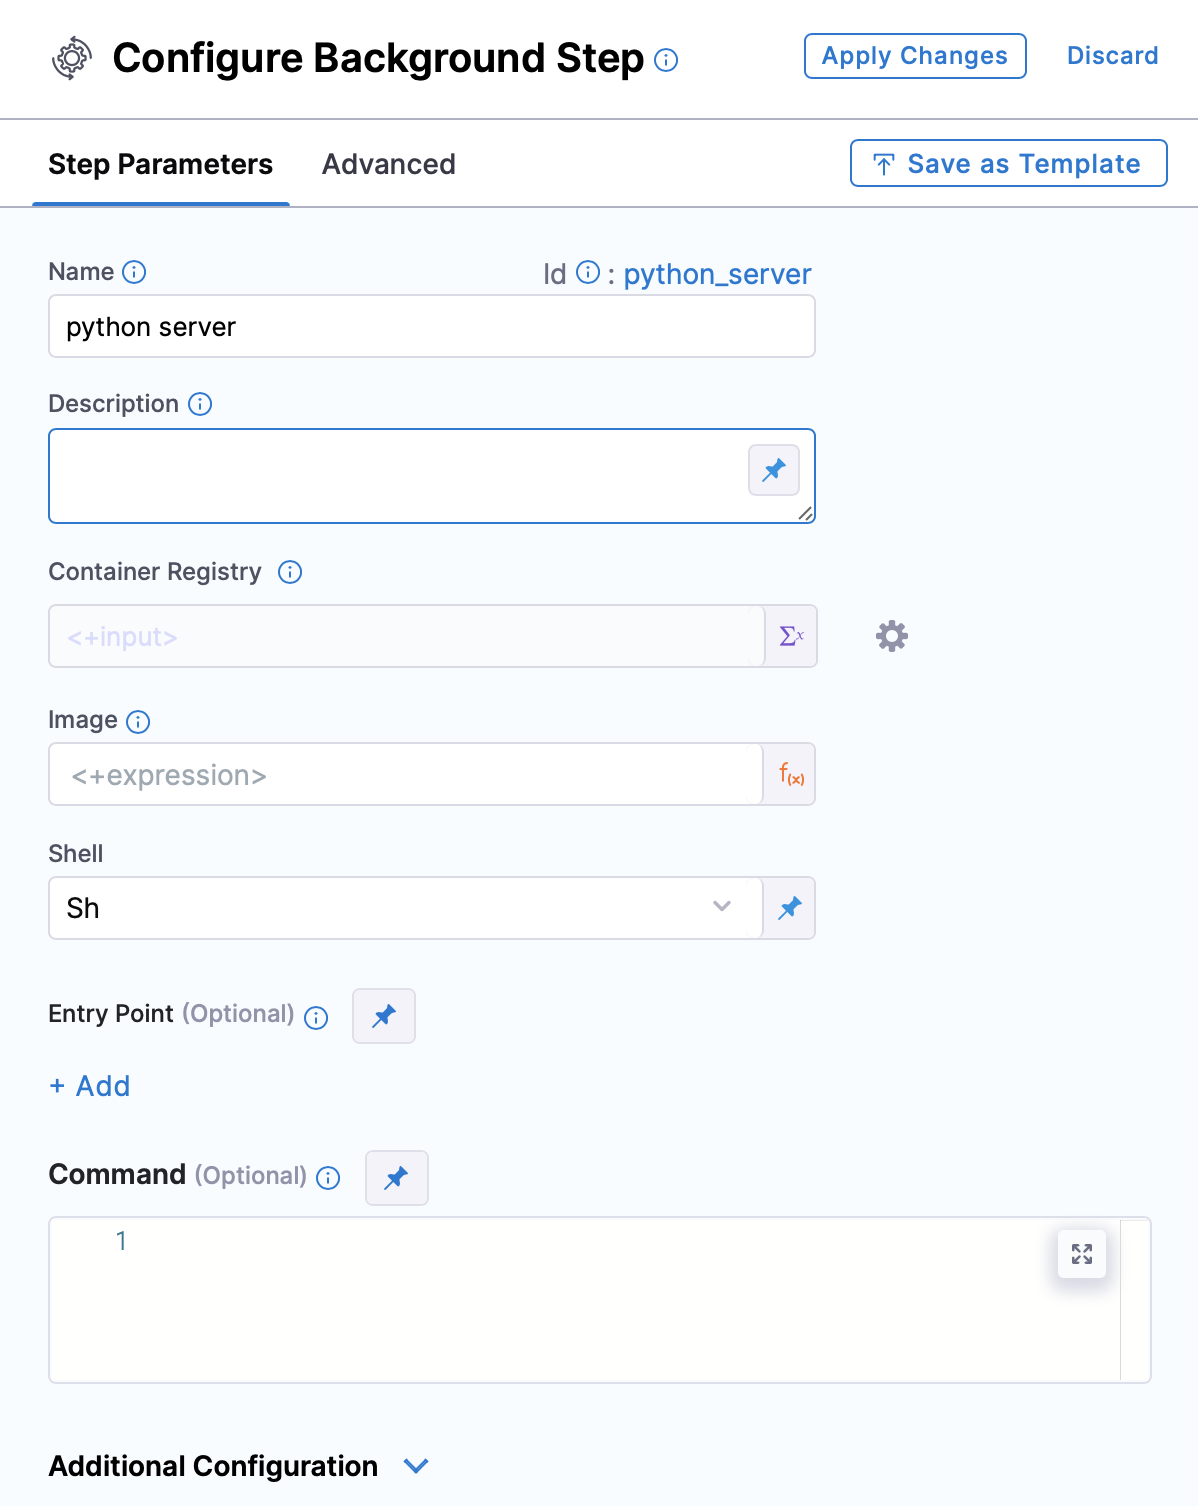 Configure Background Step
Apply Changes
Discard
Step Parameters
Advanced
Save as Template
Name
Id : python_server
python server
Description
Container Registry
<+input>
Σx
Image
<+expression>
f(x)
Shell
Sh
Entry Point (Optional)
+ Add
Command (Optional)
1
Additional Configuration